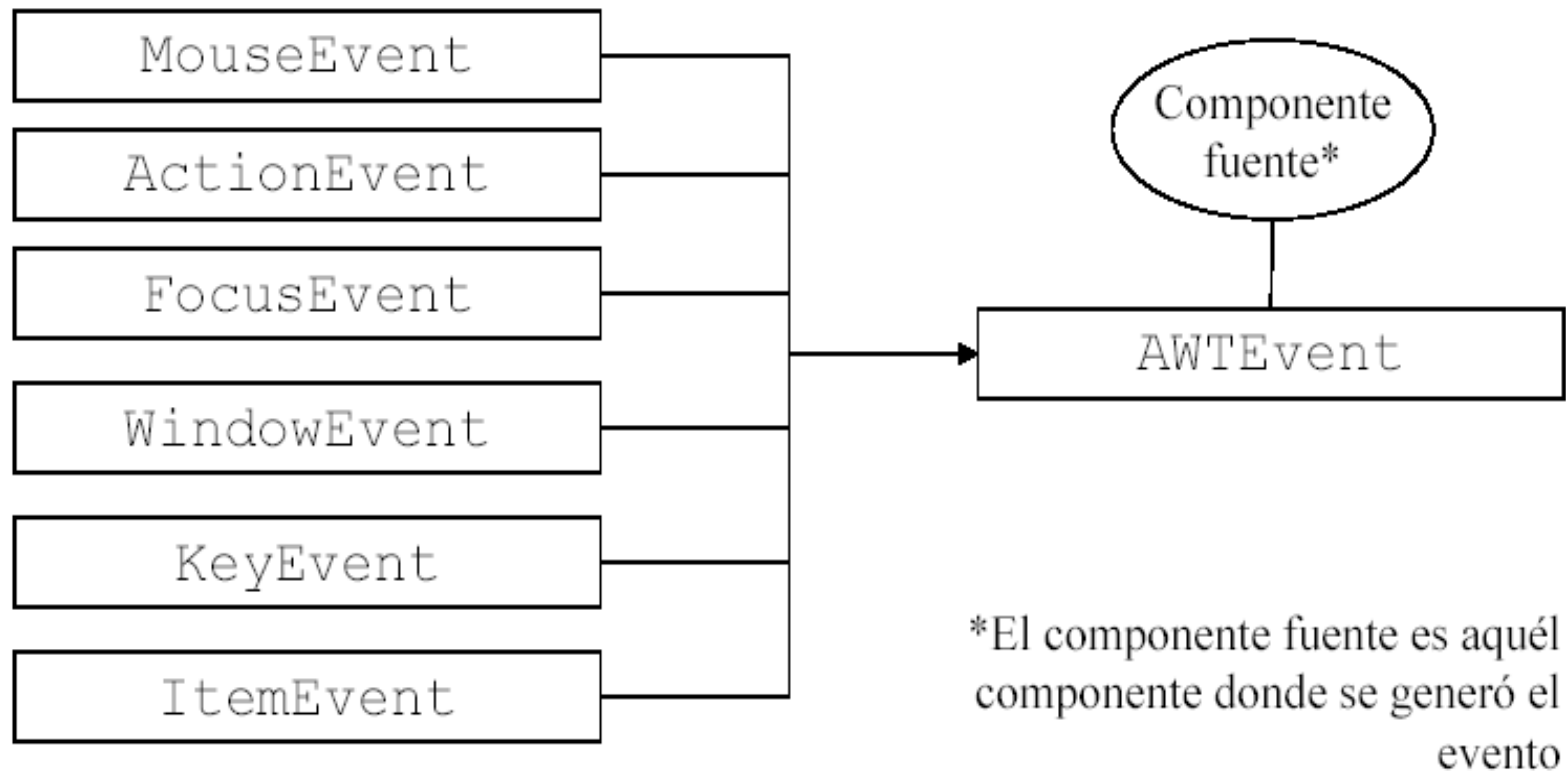 MouseEvent
ActionEvent
FocusEvent
WindowEvent
KeyEvent
ItemEvent
Componente
fuente*
AWTEvent
*El componente fuente es aquél
componente donde se generó el
evento